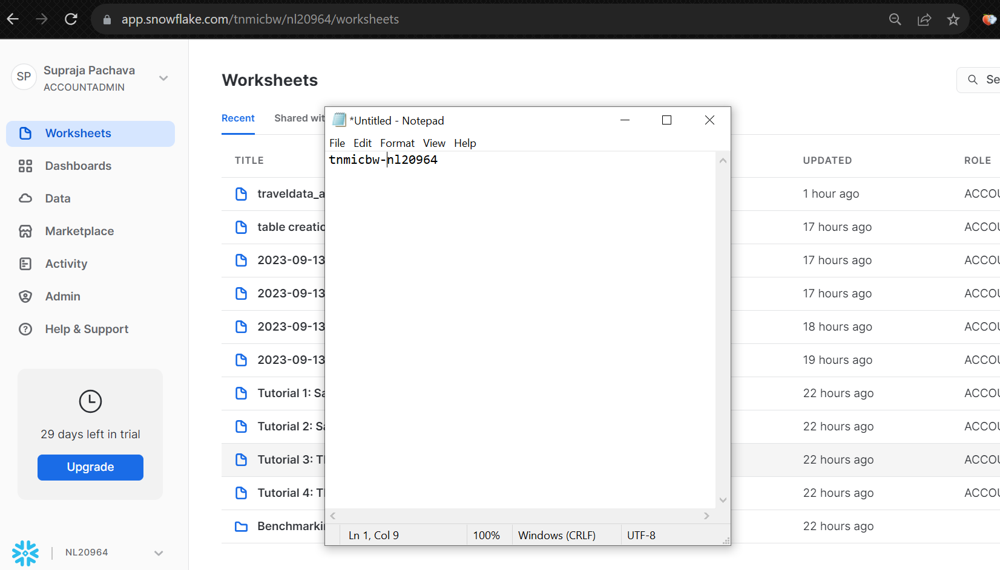 app.snowflake.com/tnmicbw/nl20964/worksheets
SP
Supraja Pachava
ACCOUNTADMIN
Worksheets
Dashboards
Data
Marketplace
Activity
Admin
Help & Support
29 days left in trial
Upgrade
NL20964
Worksheets
Se
Recent
Shared wit
TITLE
UPDATED
ROLE
traveldata_a
1 hour ago
ACCOU
table creatio
17 hours ago
ACCOU
2023-09-13
17 hours ago
ACCOU
2023-09-13
17 hours ago
ACCOU
2023-09-13
18 hours ago
ACCOU
2023-09-13
19 hours ago
ACCOU
Tutorial 1: Sa
22 hours ago
ACCOU
Tutorial 2: Sa
22 hours ago
ACCOU
Tutorial 3: Tl
22 hours ago
ACCOU
Tutorial 4: Tl
22 hours ago
ACCOU
Benchmarki
22 hours ago
*Untitled - Notepad
File Edit Format View Help
tnmicbw-nl20964
Ln 1, Col 9
100%
Windows (CRLF)
UTF-8